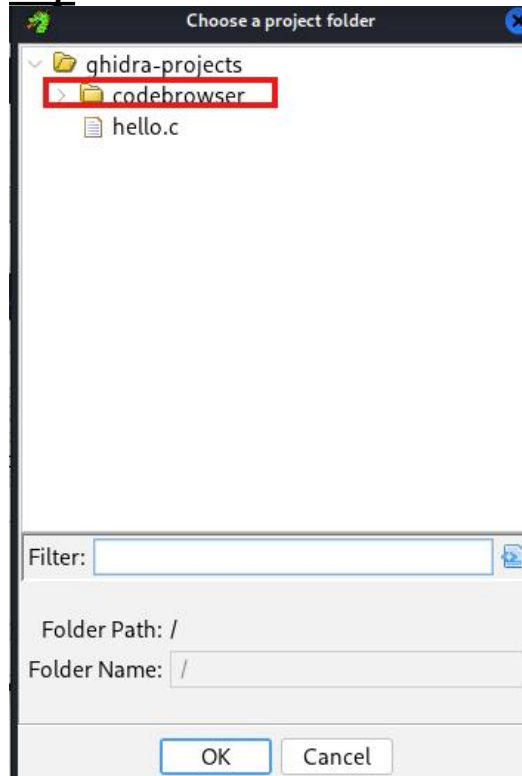 Choose a project folder
ghidra-projects
codebrowser
hello.c
Filter:
Folder Path: /
Folder Name: /
OK Cancel